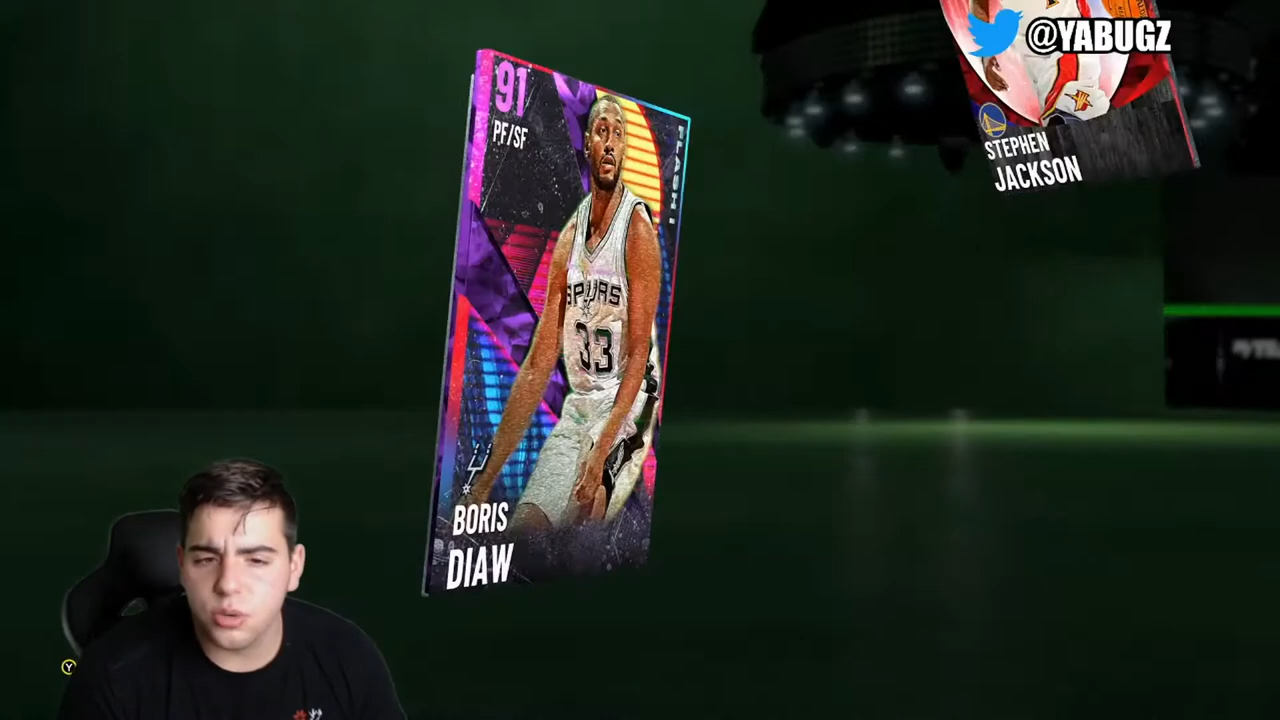 @YABUGZ
STEPHEN
JACKSON
91
PF/SF
FLASH
SPURS
33
BORIS
DIAW
Y